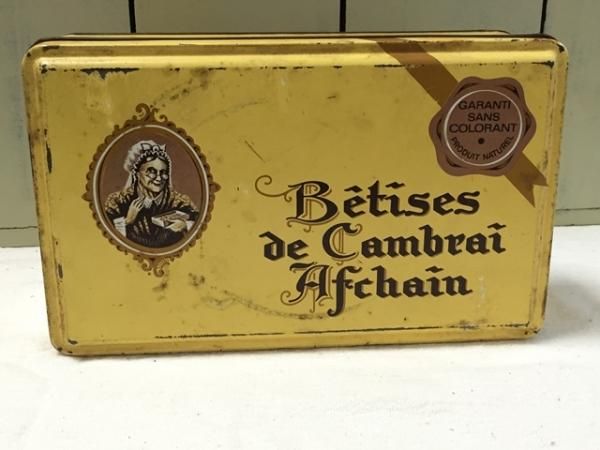 GARANTI
SANS
COLORANT
PRODUIT NATUREL
Bêtises
de Cambrai
Afchain